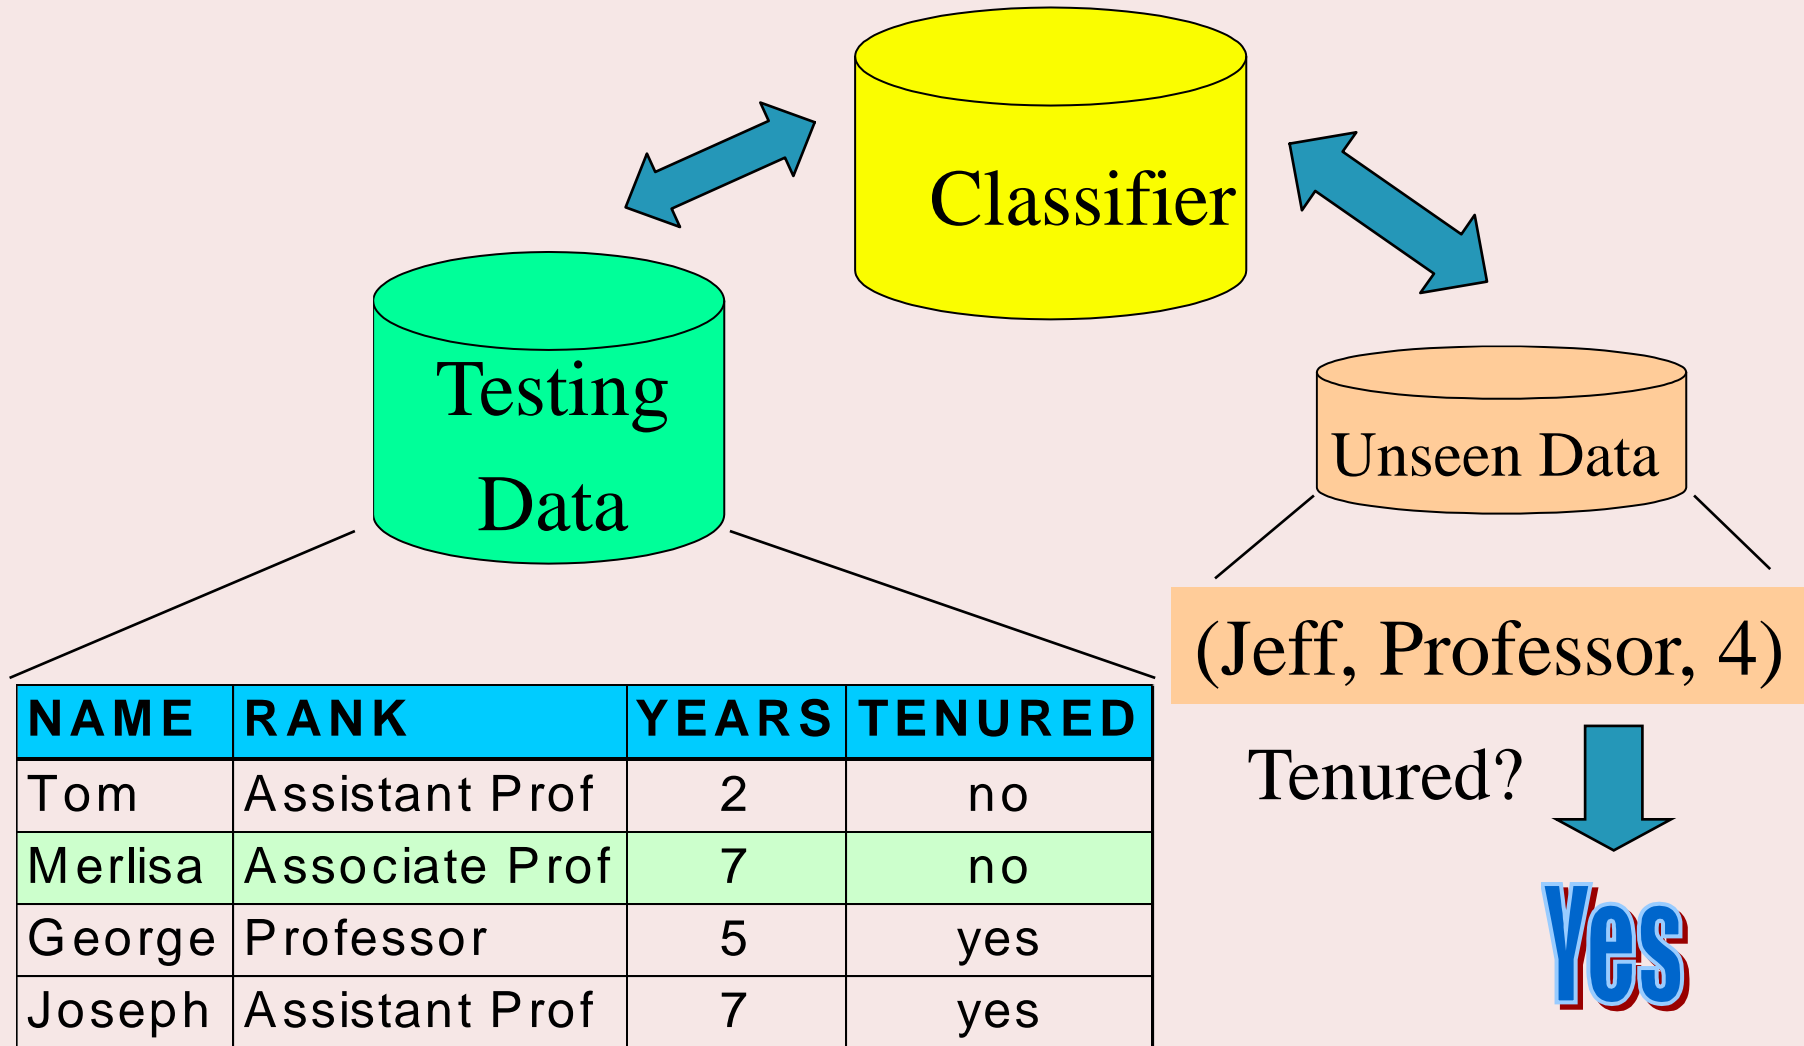 Classifier
Testing
Data
Unseen Data
(Jeff, Professor, 4)
NAME RANK YEARS TENURED
Tom Assistant Prof 2 no
Merlisa Associate Prof 7 no
George Professor 5 yes
Joseph Assistant Prof 7 yes
Tenured?
Yes